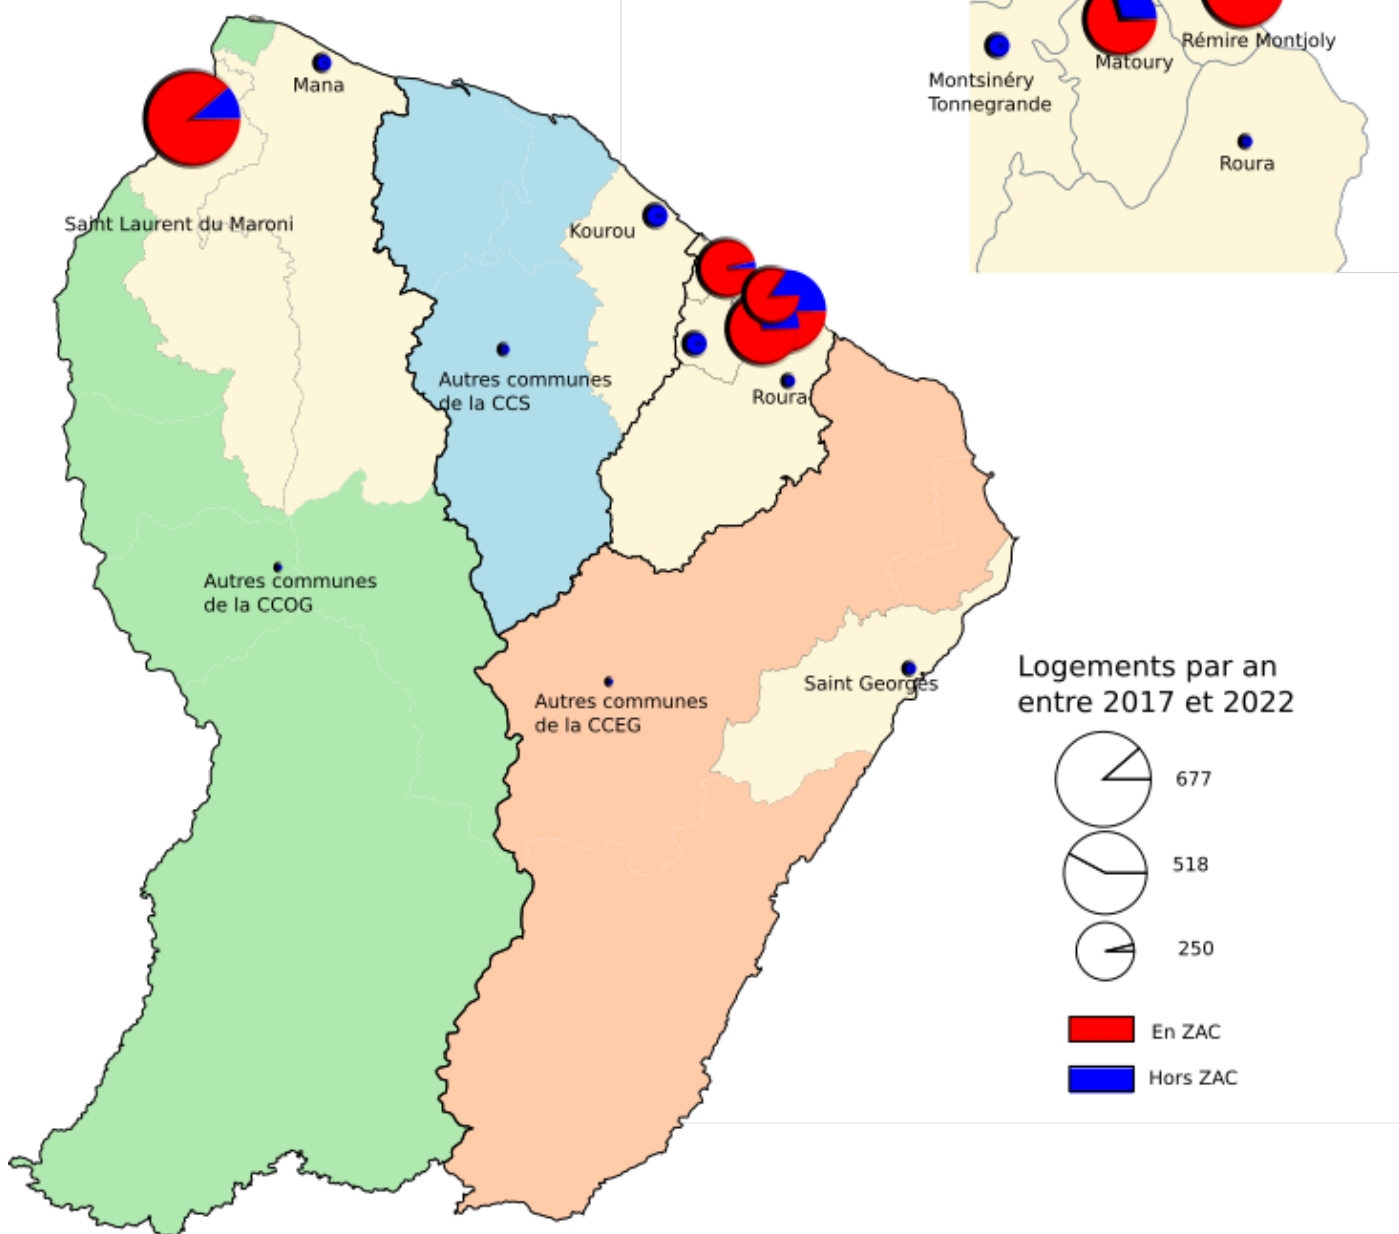 Mana
Saint Laurent du Maroni
Kourou
Autres communes
de la CCS
Roura
Autres communes
de la CCOG
Autres communes
de la CCEG
Saint Georges
Rémire Montjoly
Matoury
Montsinéry
Tonnegrande
Roura
Logements par an
entre 2017 et 2022
677
518
250
En ZAC
Hors ZAC